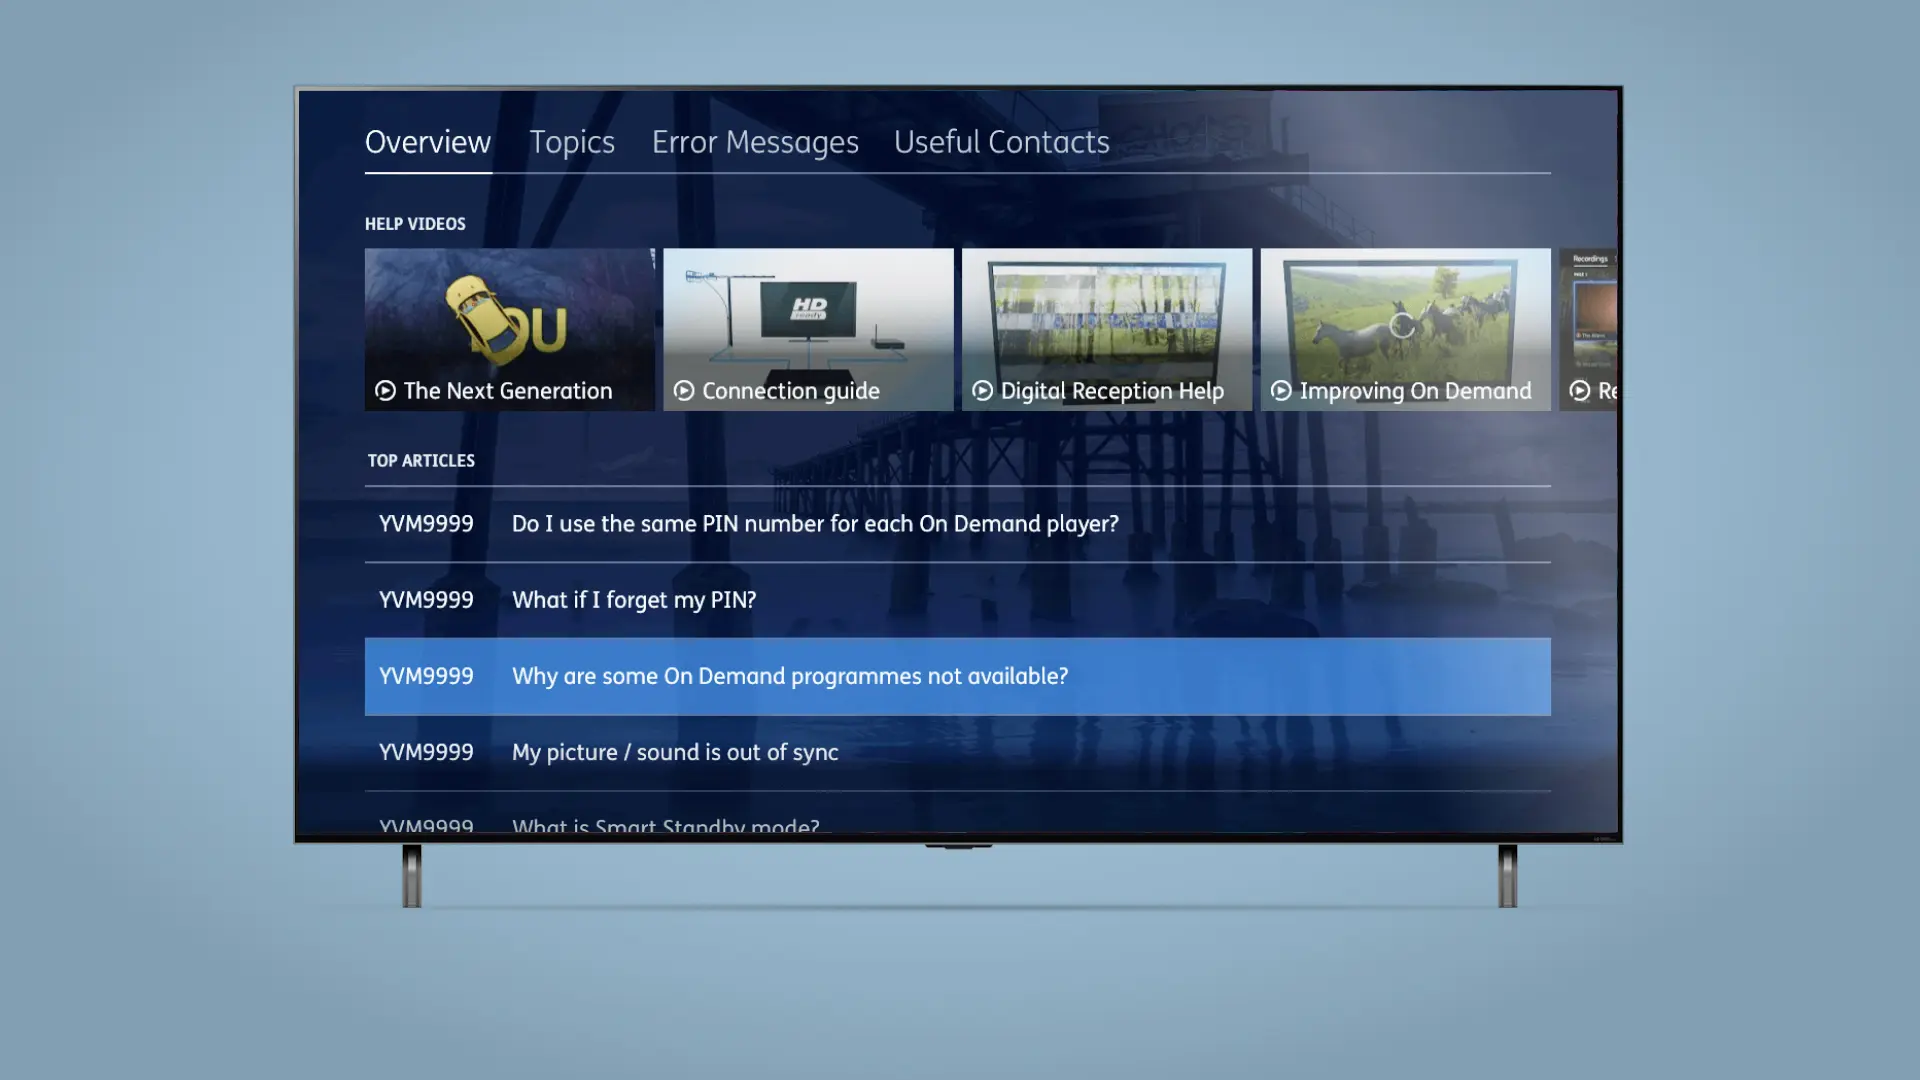 Overview Topics Error Messages Useful Contacts
HELP VIDEOS
OU
HD
ready
Recordings
The Next Generation
Connection guide
Digital Reception Help
Improving On Demand
Re
TOP ARTICLES
YVM9999 Do I use the same PIN number for each On Demand player?
YVM9999 What if I forget my PIN?
YVM9999 Why are some On Demand programmes not available?
YVM9999 My picture / sound is out of sync
YVM9999 What is Smart Standby mode?